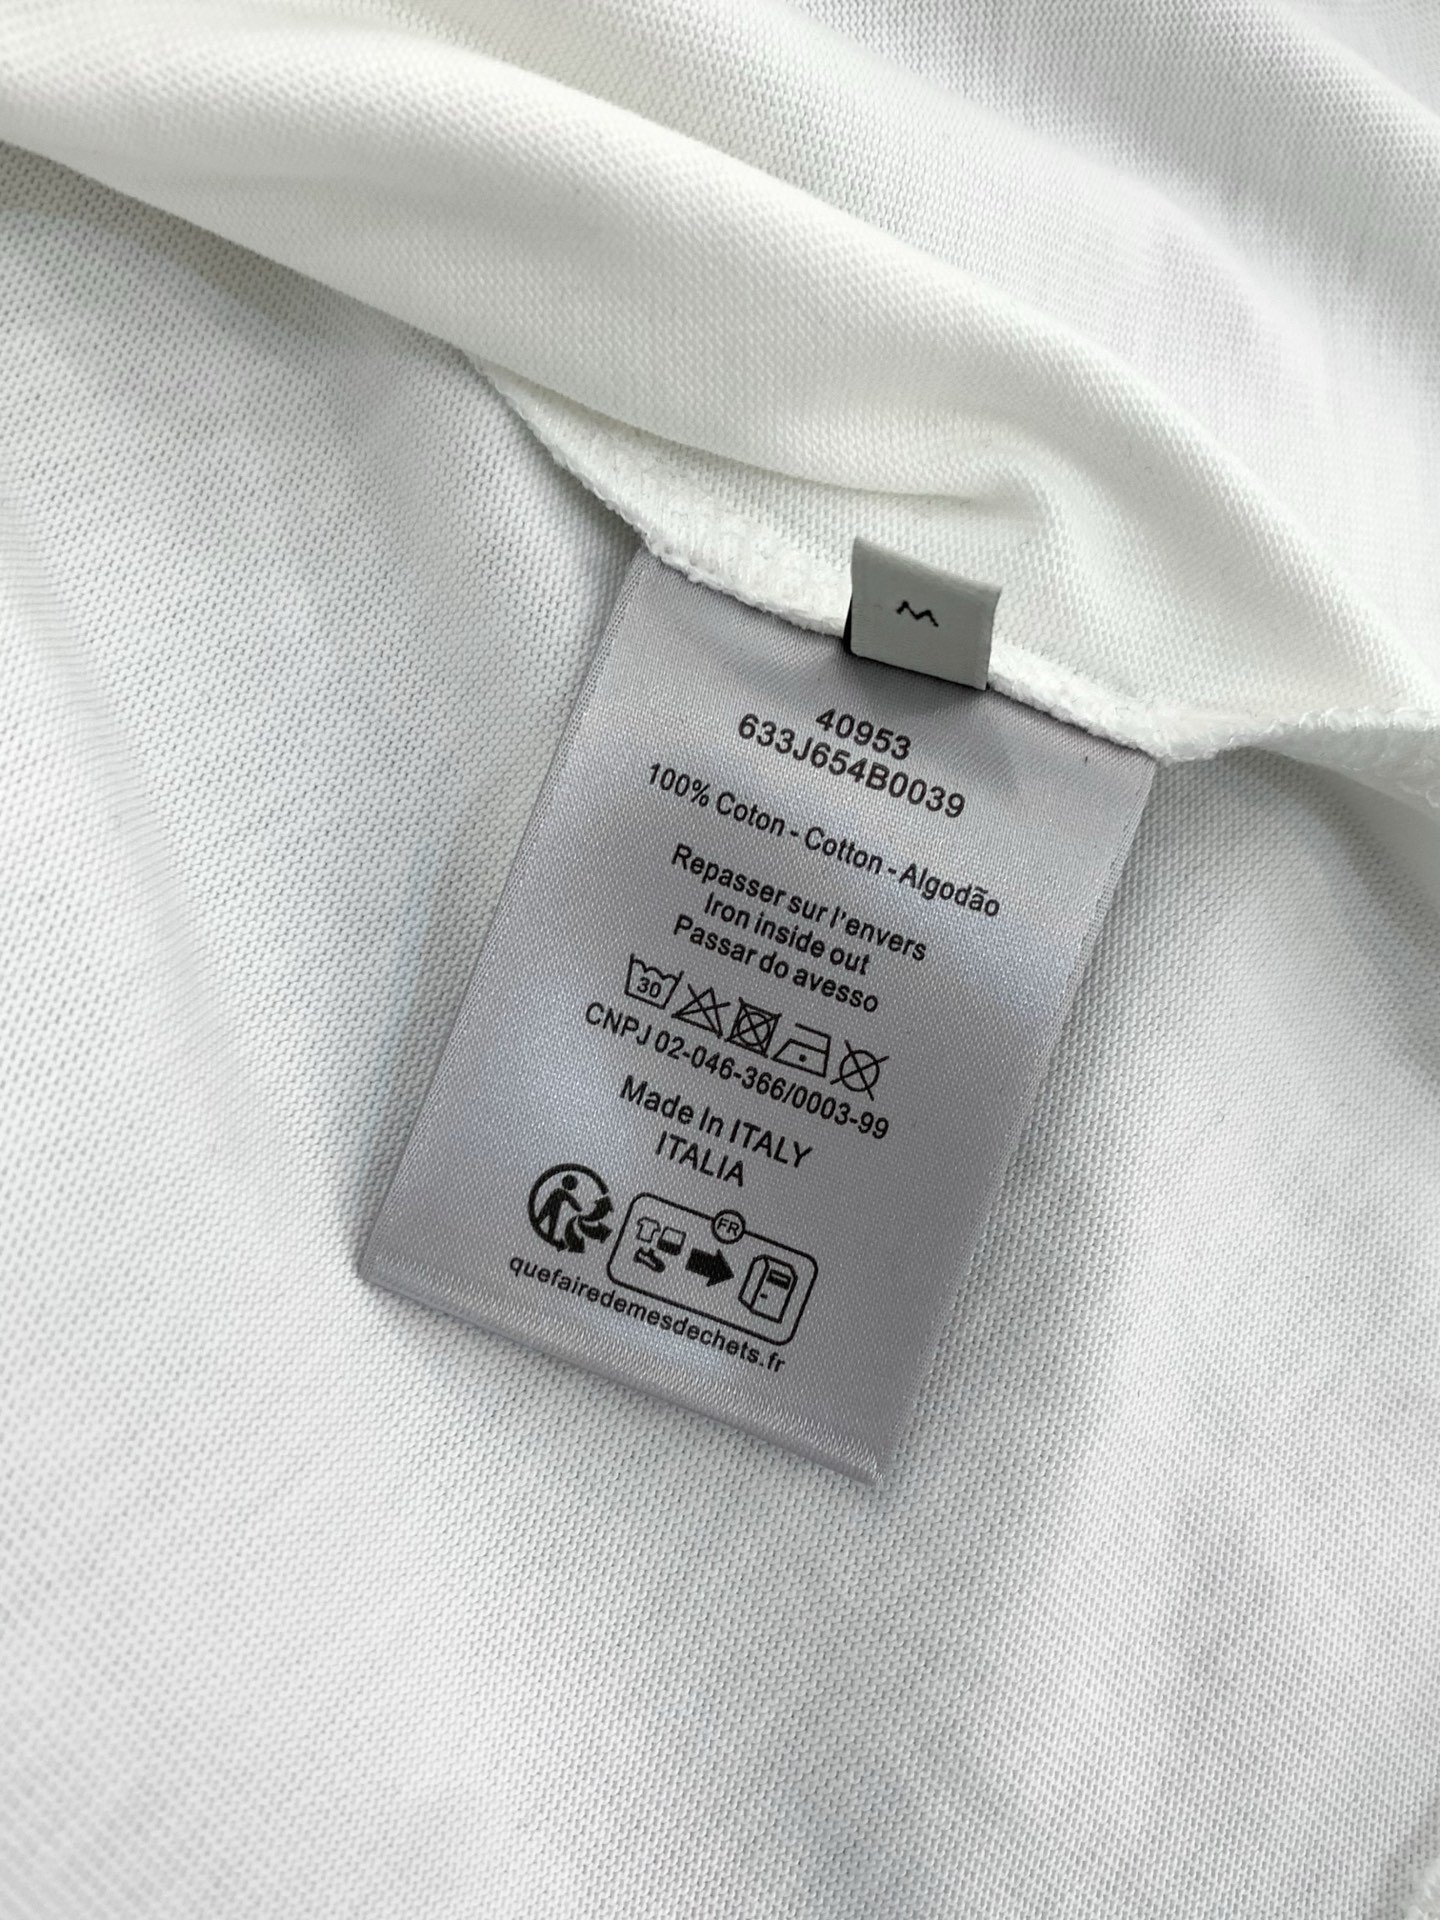 M
40953
633J654B0039
100% Coton - Cotton - Algodão
Repasser sur l'envers
Iron inside out
Passar do avesso
30
CNPJ 02-046-366/0003-99
Made In ITALY
ITALIA
FR
quefairedemesdechets.fr